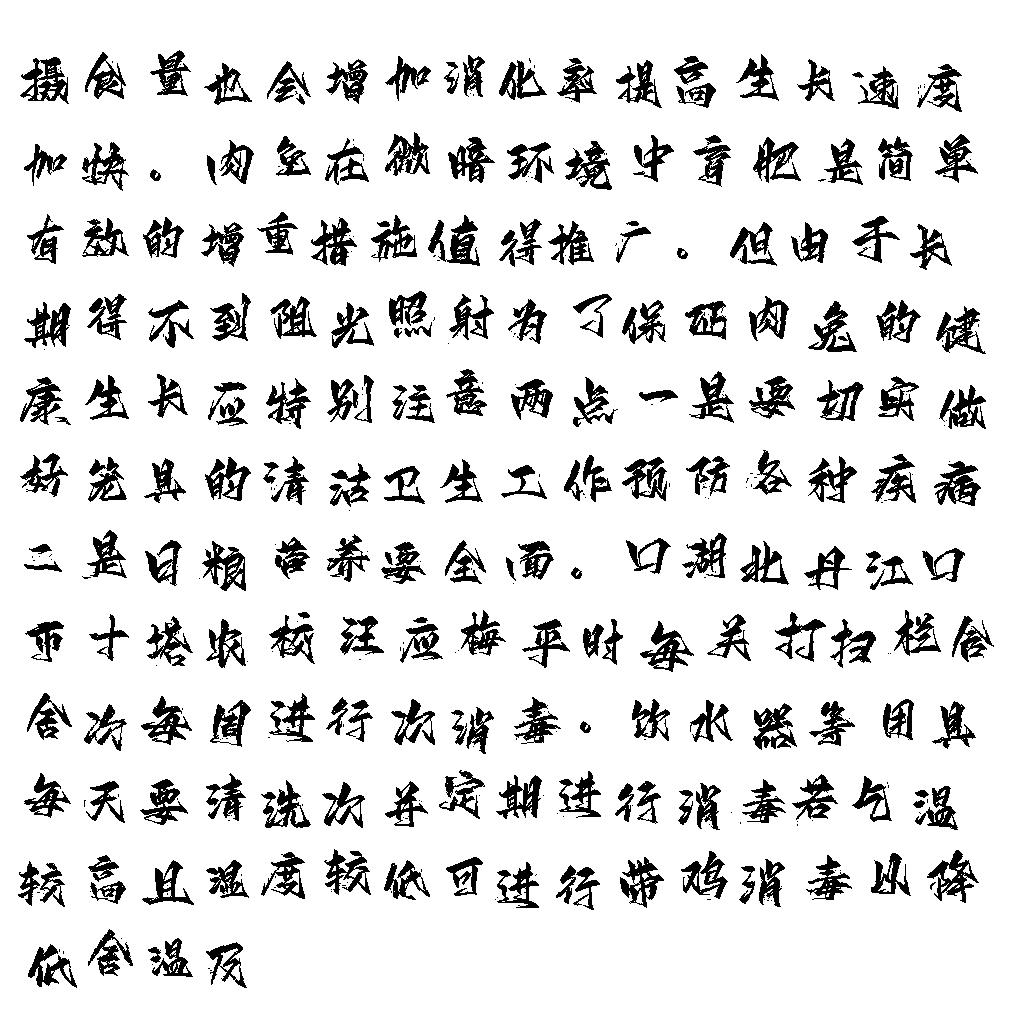 摄食量也会增加消化率提高生长速度
加快。肉兔在微暗环境中育肥是简单
有效的增重措施值得推广。但由于长
期得不到阻光照射为了保证肉兔的健
康生长应特别注意两点一是要切实做
好笼具的清洁卫生工作预防各种疾病
二是日粮营养要全面。口湖北丹江口
市十塔农校汪应梅平时每关打扫栏舍
舍次每周进行次消毒。饮水器等用具
每天要清洗次并定期进行消毒若气温
较高且湿度较低可进行带鸡消毒以降
低舍温及